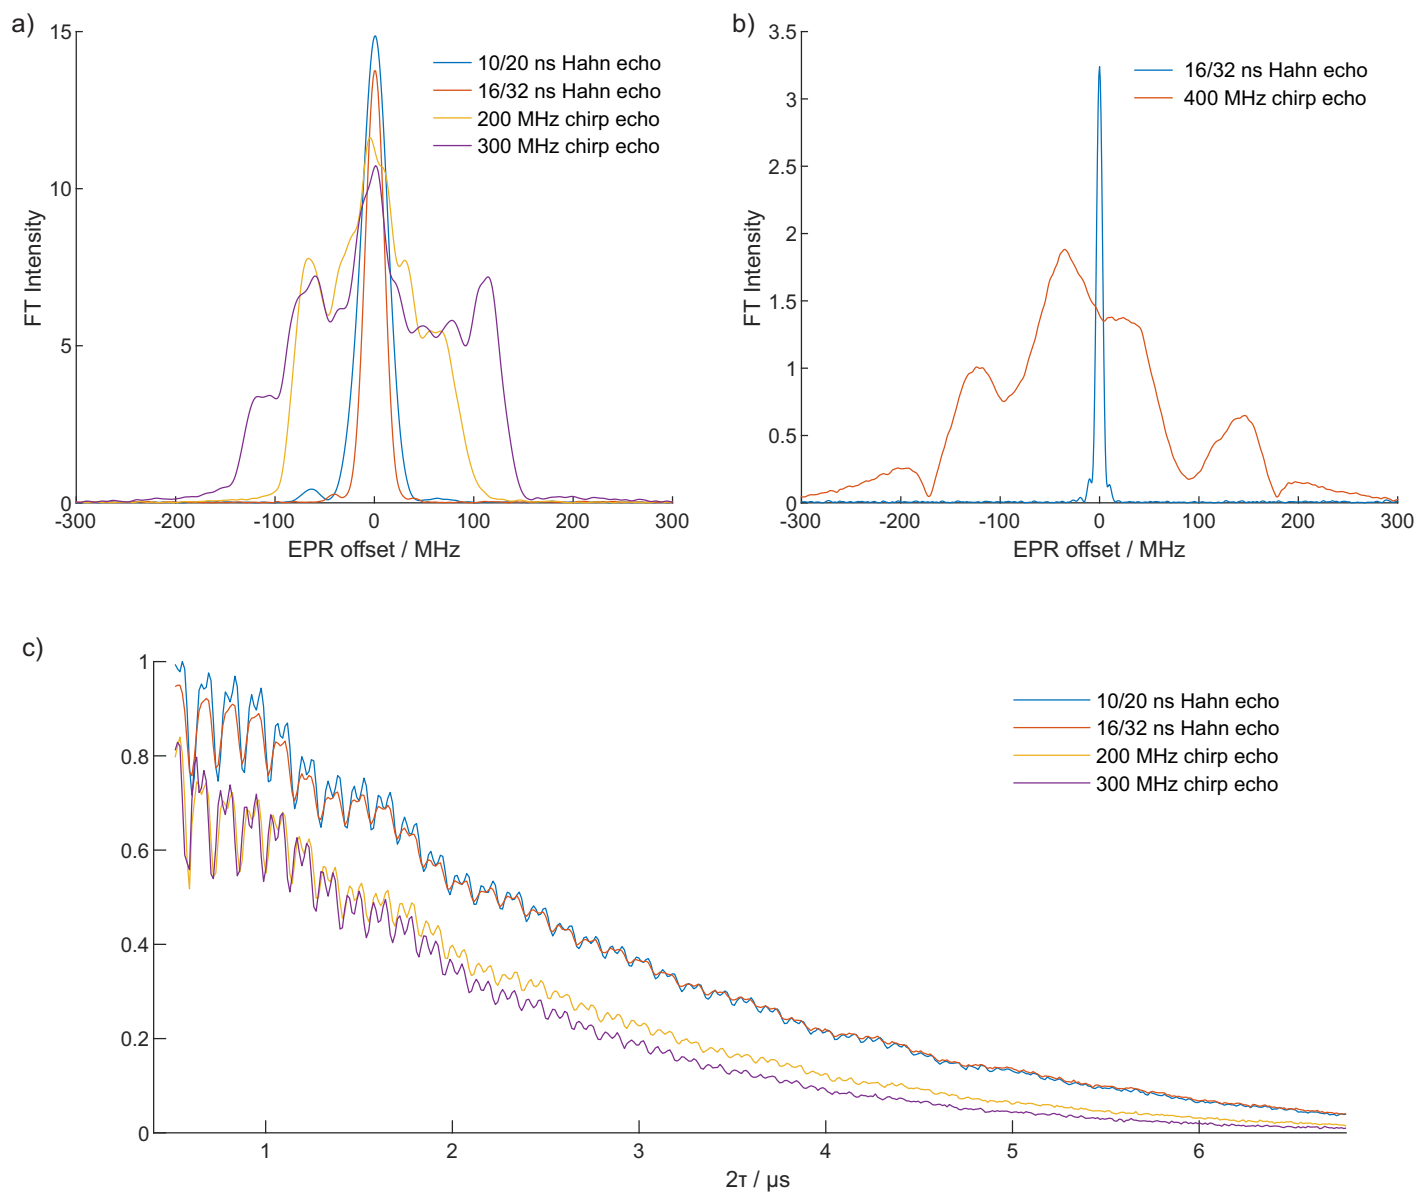 a)
15
10
5
0
FT Intensity
-300 -200 -100 0 100 200 300
EPR offset / MHz
10/20 ns Hahn echo
16/32 ns Hahn echo
200 MHz chirp echo
300 MHz chirp echo
b)
3.5
3
2.5
2
1.5
1
0.5
0
FT Intensity
-300 -200 -100 0 100 200 300
EPR offset / MHz
16/32 ns Hahn echo
400 MHz chirp echo
c)
1
0.8
0.6
0.4
0.2
0
1 2 3 4 5 6
2τ / μs
10/20 ns Hahn echo
16/32 ns Hahn echo
200 MHz chirp echo
300 MHz chirp echo